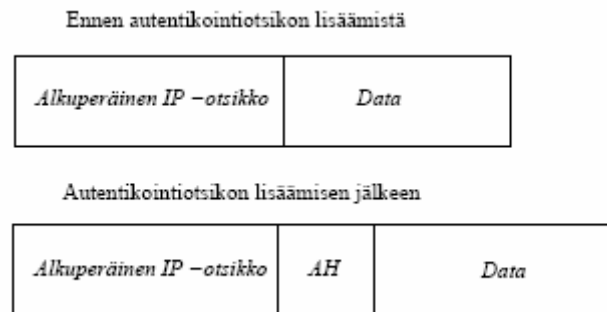 Ennen autentikointiotsikon lisäämistä
Alkuperäinen IP –otsikko Data
Autentikointiotsikon lisäämisen jälkeen
Alkuperäinen IP –otsikko AH Data